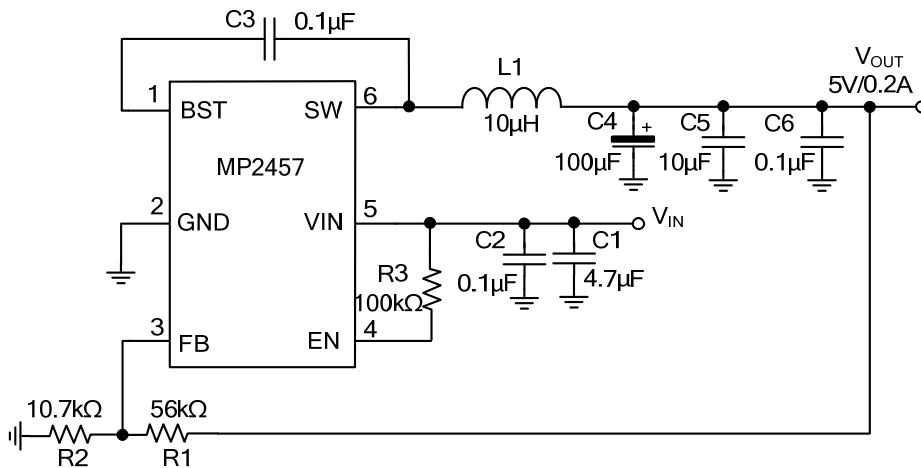 C3
0.1µF
L1
10µH
V_OUT
5V/0.2A
1
BST
SW
6
MP2457
C4
+
100µF
C5
10µF
C6
0.1µF
2
GND
VIN
5
V_IN
C2
0.1µF
C1
4.7µF
R3
100kΩ
3
FB
EN
4
10.7kΩ
56kΩ
R2
R1